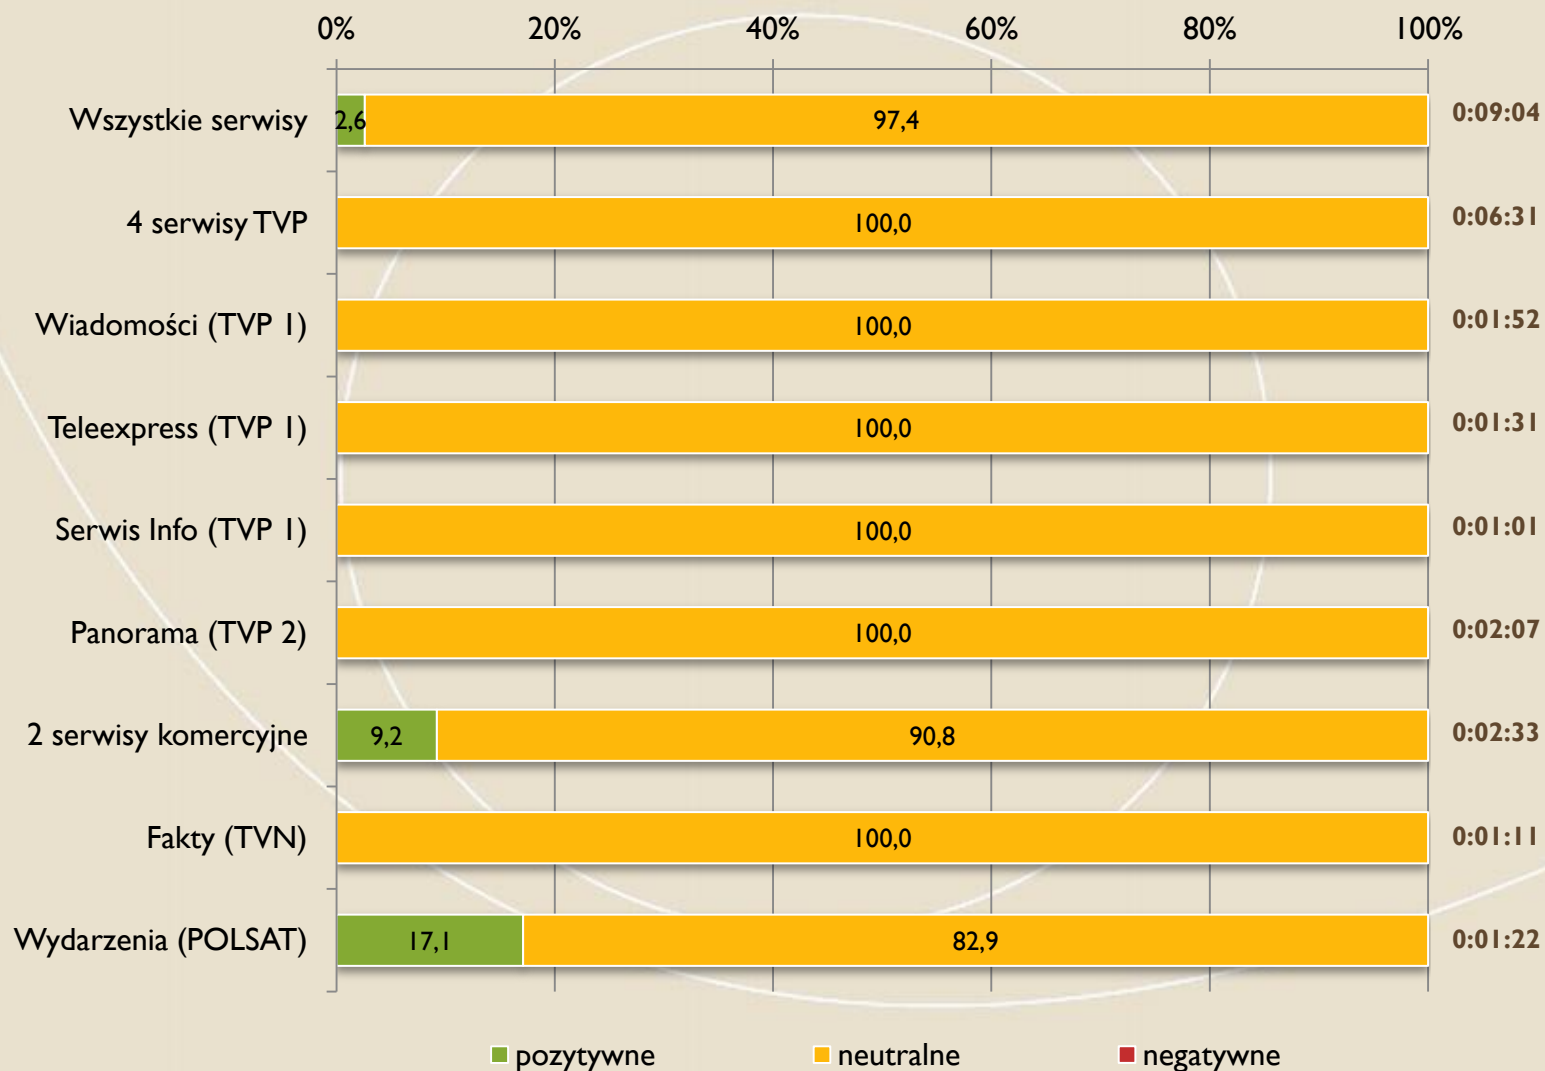 0% 20% 40% 60% 80% 100%
Wszystkie serwisy 2,6 97,4 0:09:04
4 serwisy TVP 100,0 0:06:31
Wiadomości (TVP 1) 100,0 0:01:52
Teleexpress (TVP 1) 100,0 0:01:31
Serwis Info (TVP 1) 100,0 0:01:01
Panorama (TVP 2) 100,0 0:02:07
2 serwisy komercyjne 9,2 90,8 0:02:33
Fakty (TVN) 100,0 0:01:11
Wydarzenia (POLSAT) 17,1 82,9 0:01:22
pozytywne neutralne negatywne